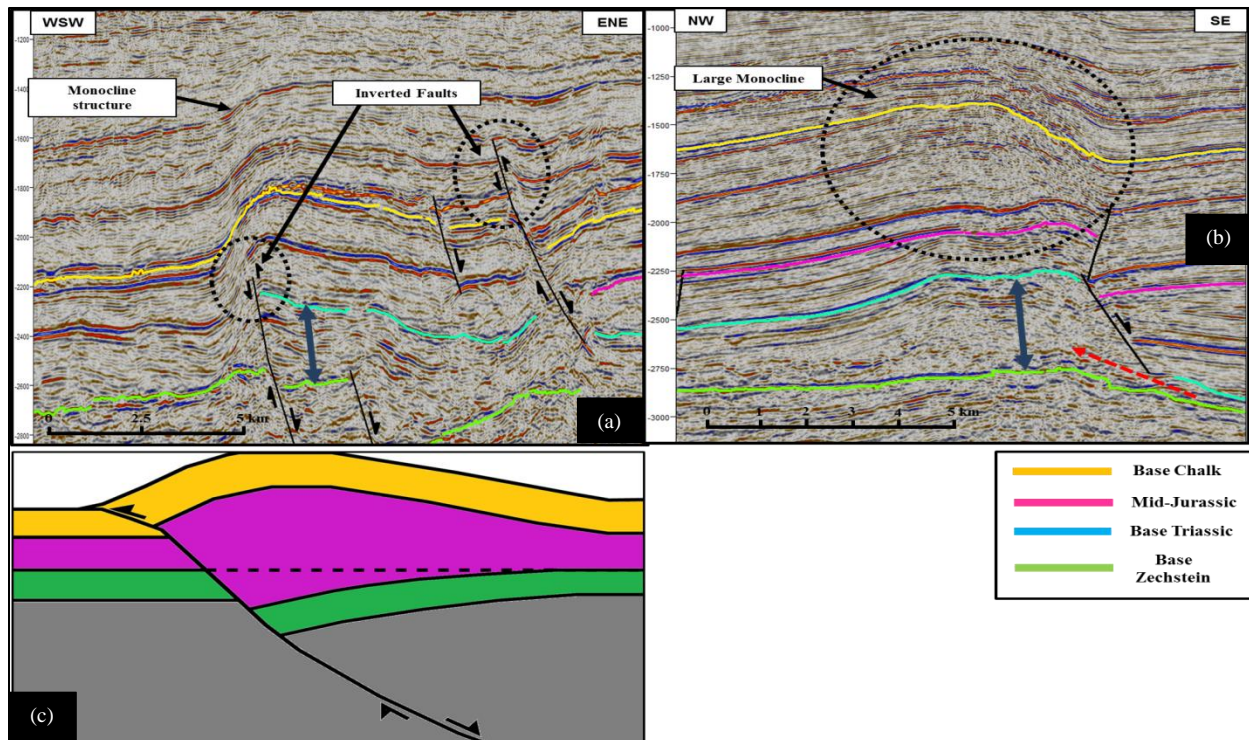 WSW
ENE
-1200
Monocline
structure
Inverted Faults
-1400
-1600
-1800
-2000
-2200
-2400
-2600
-2800
0
2.5
5 km
(a)
NW
SE
-1000
Large Monocline
-1250
-1500
-1750
-2000
(b)
-2250
-2500
-2750
-3000
0
1
2
3
4
5 km
(c)
Base Chalk
Mid-Jurassic
Base Triassic
Base
Zechstein